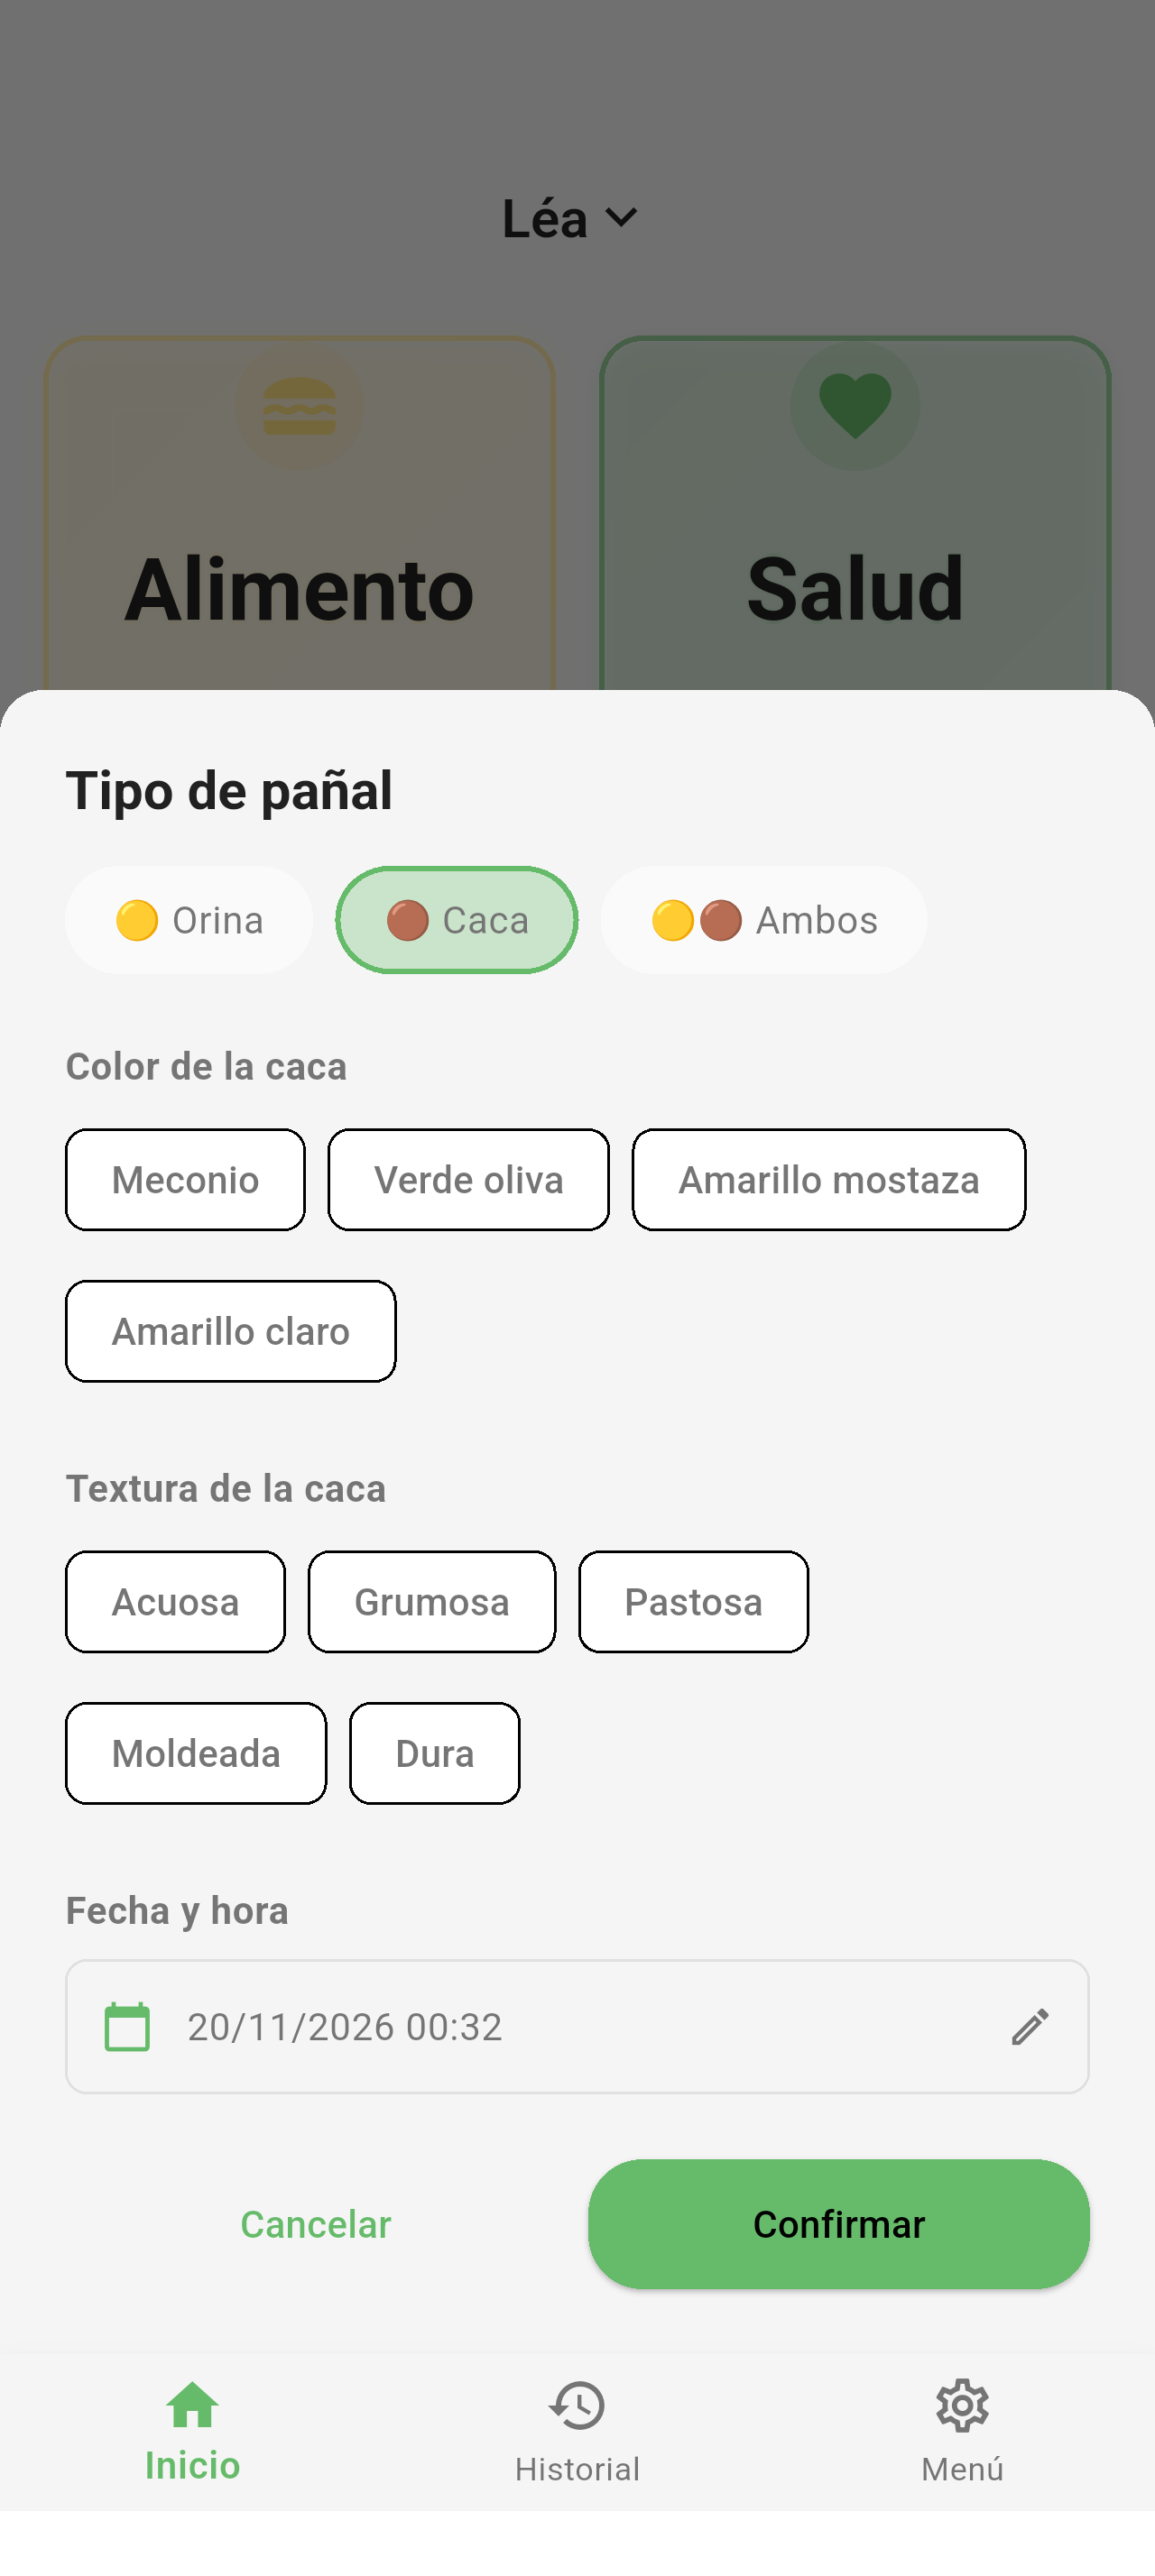 Léa
Alimento
Salud
Tipo de pañal
Orina
Caca
Ambos
Color de la caca
Meconio
Verde oliva
Amarillo mostaza
Amarillo claro
Textura de la caca
Acuosa
Grumosa
Pastosa
Moldeada
Dura
Fecha y hora
20/11/2026 00:32
Cancelar
Confirmar
Inicio
Historial
Menú